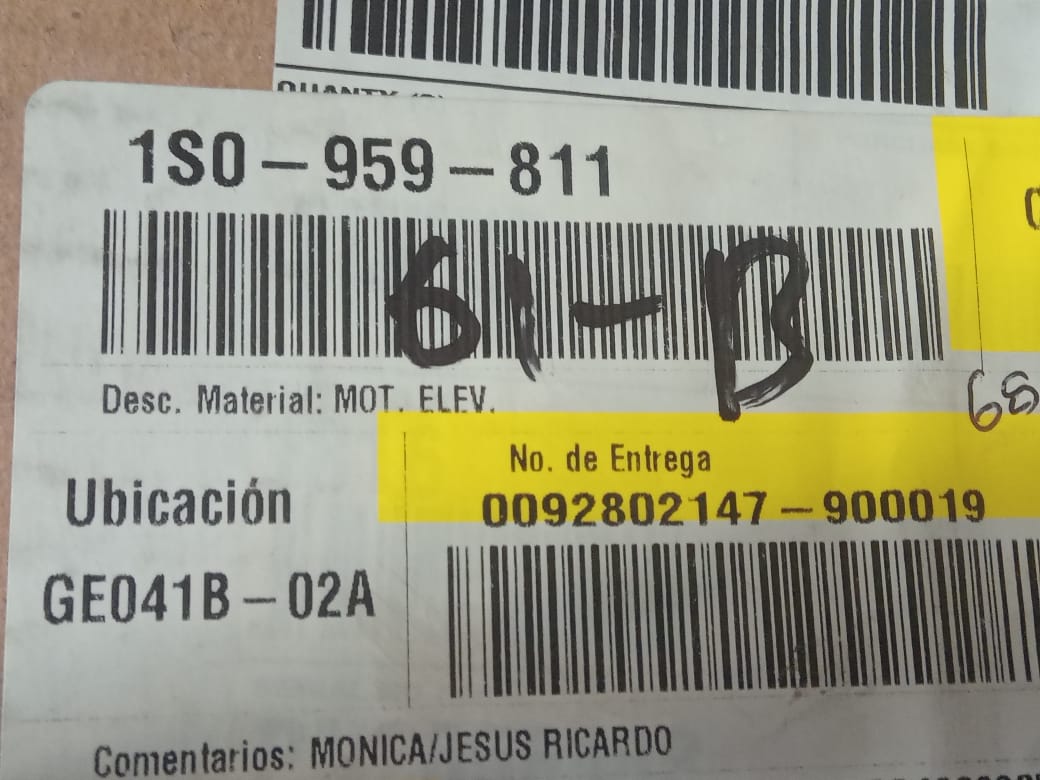 QUANTY
1S0-959-811
61-B
Desc. Material: MOT. ELEV.
68
No. de Entrega
Ubicación
0092802147-900019
GE041B-02A
Comentarios: MONICA/JESUS RICARDO